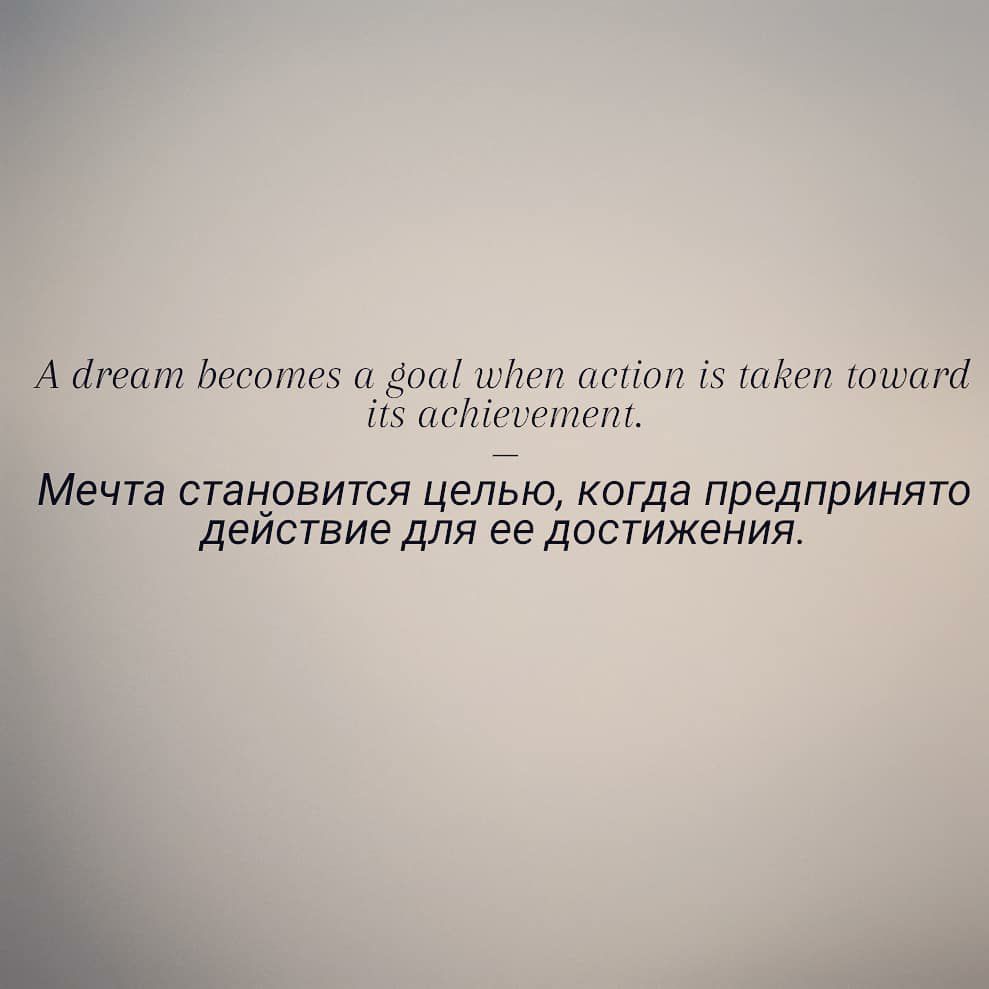 A dream becomes a goal when action is taken toward
its achievement.
—
Мечта становится целью, когда предпринято
действие для ее достижения.